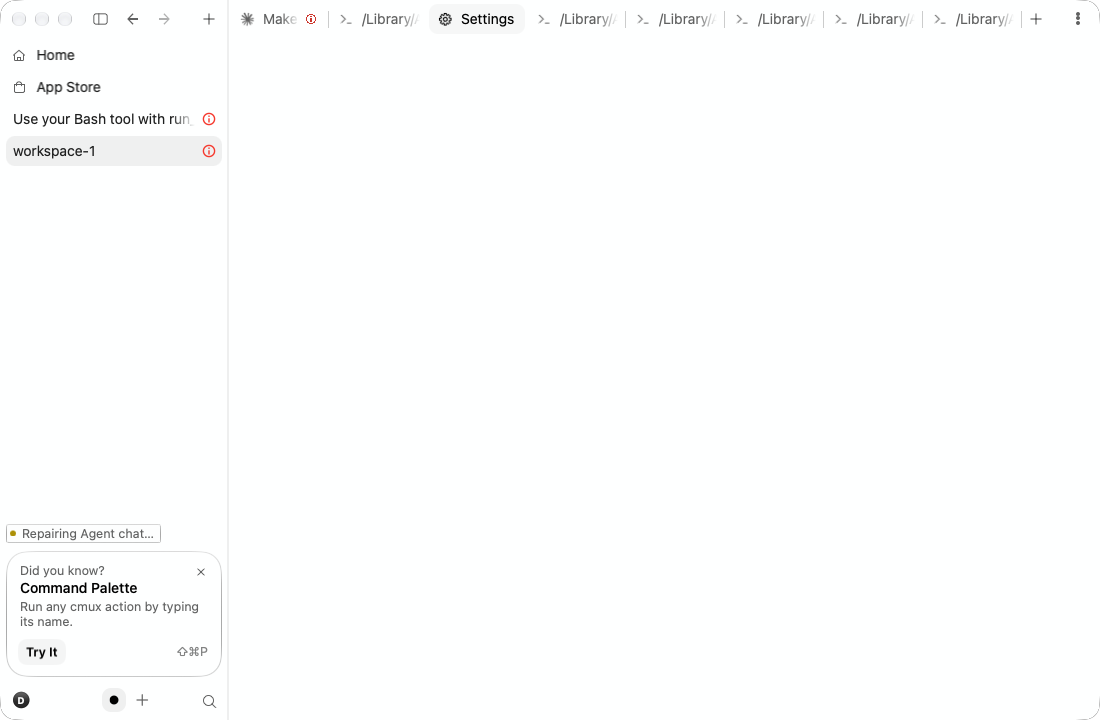 Make
/Library/
Settings
/Library/
/Library/
/Library/
/Library/
/Library/
Home
App Store
Use your Bash tool with run
workspace-1
Repairing Agent chat...
Did you know?
Command Palette
Run any cmux action by typing
its name.
Try It
⇧⌘P
D